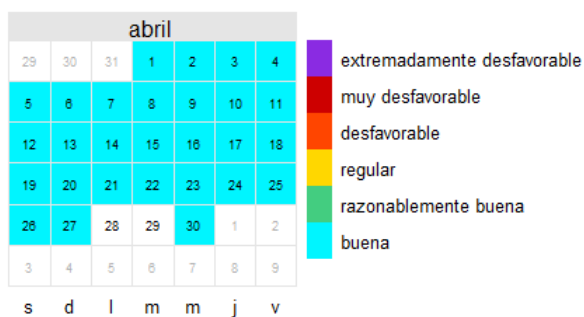 abril
29 30 31 1 2 3 4
5 6 7 8 9 10 11
12 13 14 15 16 17 18
19 20 21 22 23 24 25
26 27 28 29 30 1 2
3 4 5 6 7 8 9
s d l m m j v
extremadamente desfavorable
muy desfavorable
desfavorable
regular
razonablemente buena
buena